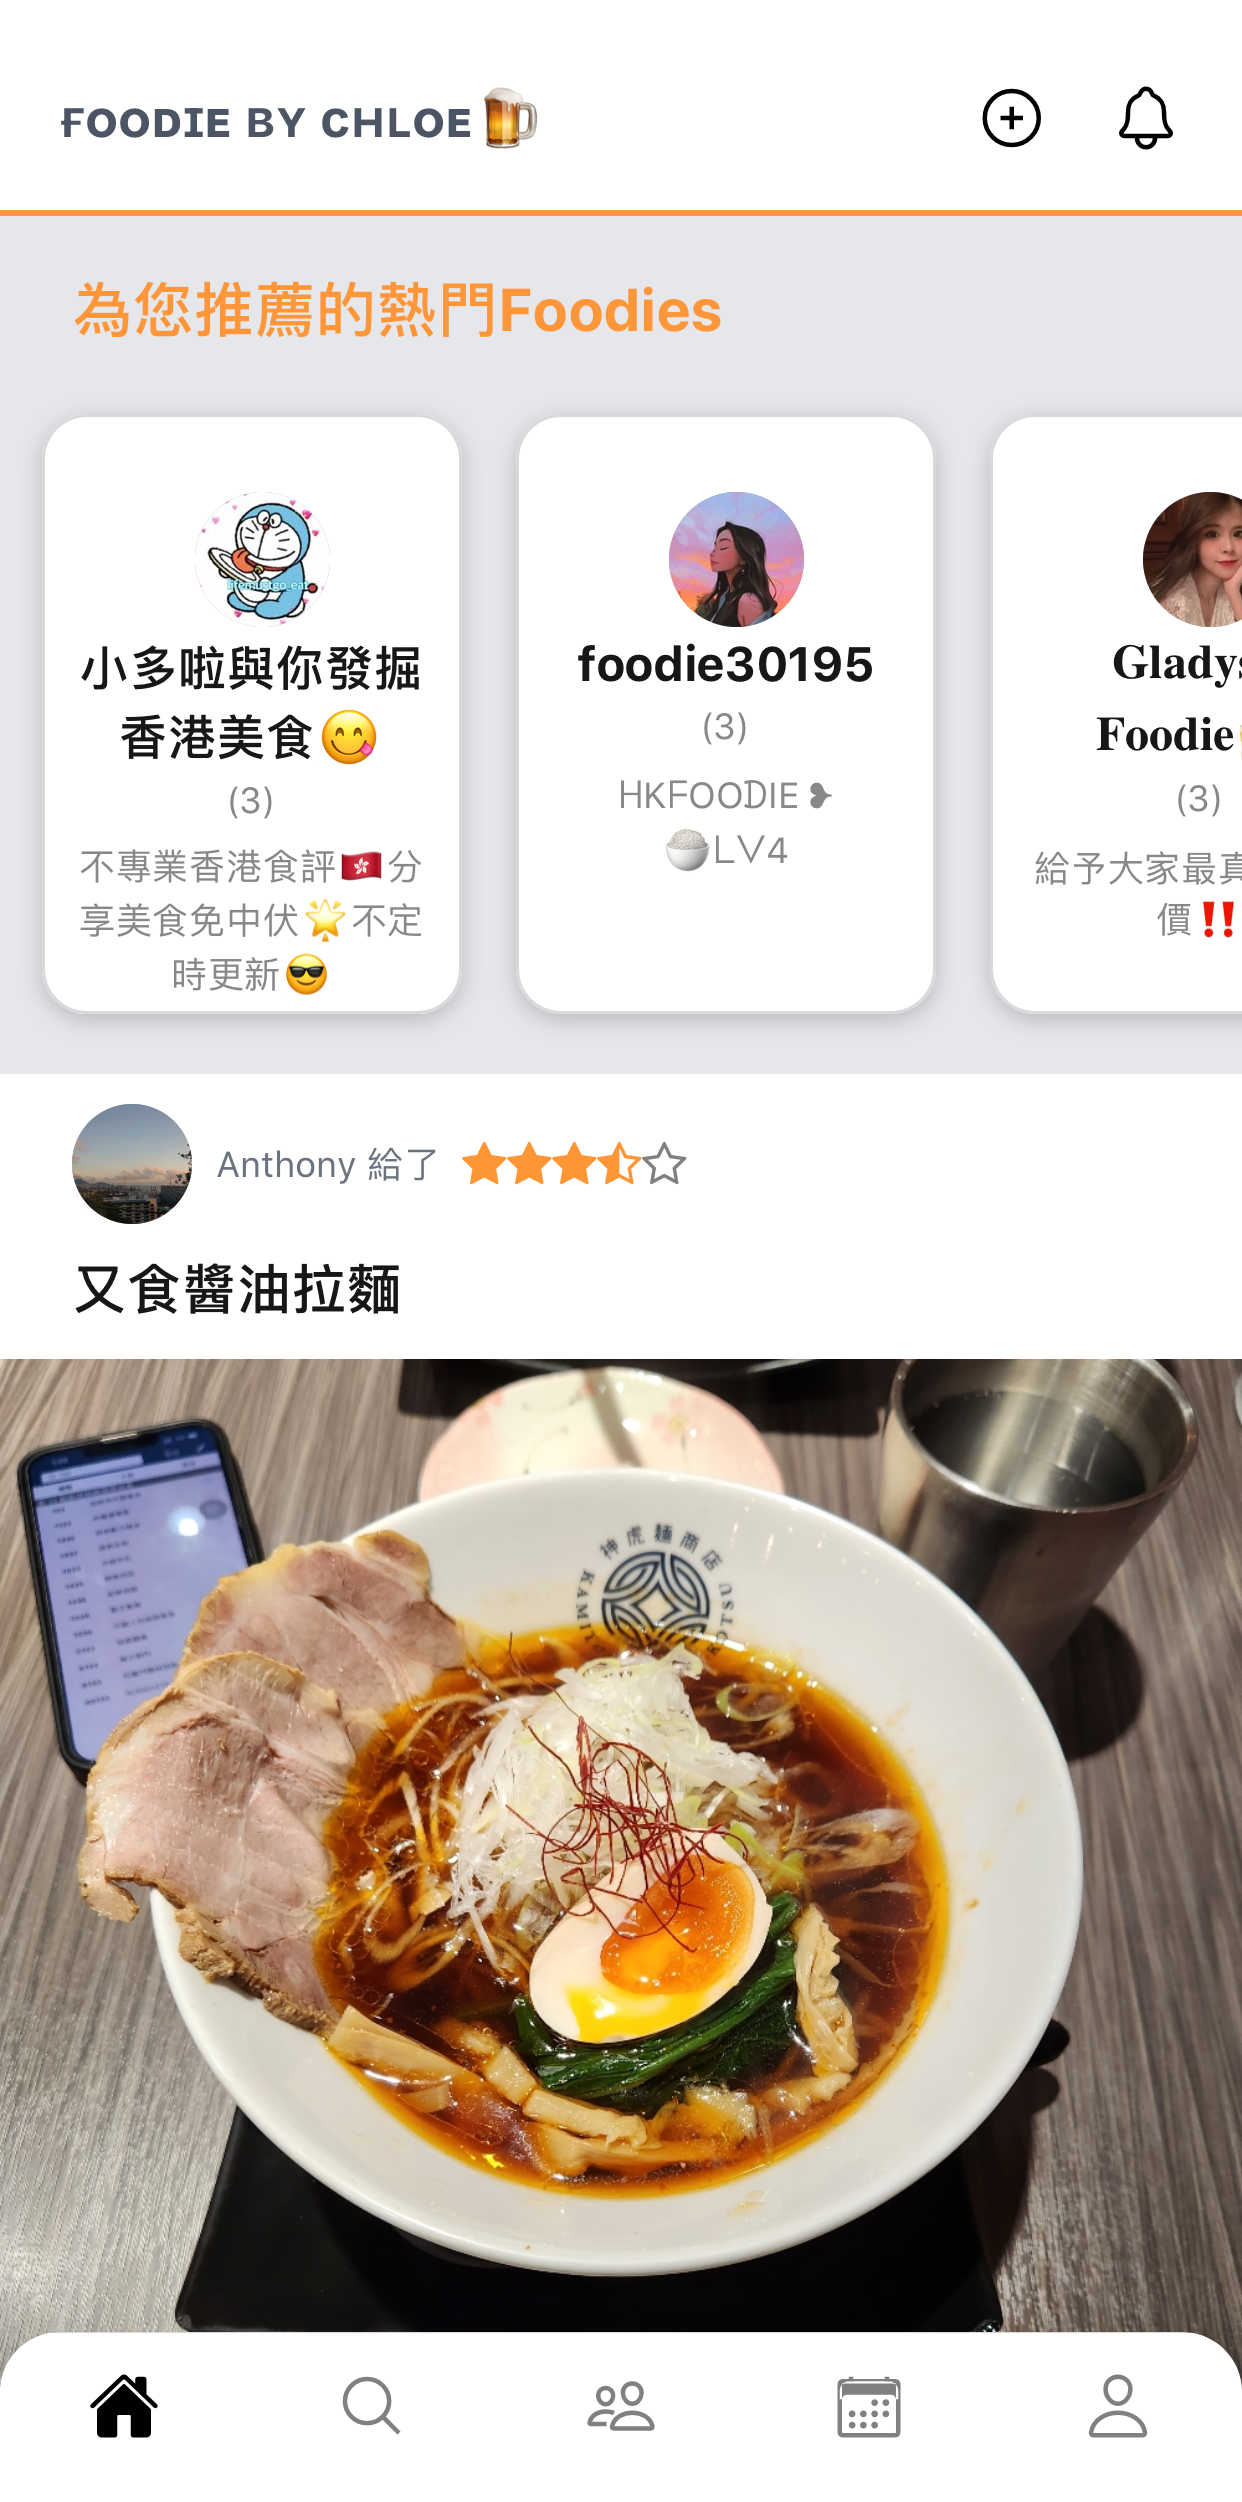 FOODIE BY CHLOE🍺
為您推薦的熱門Foodies
lifemustgo_eat
小多啦與你發掘
香港美食😋
(3)
不專業香港食評🇭🇰分
享美食免中伏🌟不定
時更新😎
foodie30195
(3)
HKFOODIE ❥
🍚LV4
Gladys
Foodie
(3)
給予大家最真
價‼️
Anthony 給了
又食醬油拉麵
神虎麵商店